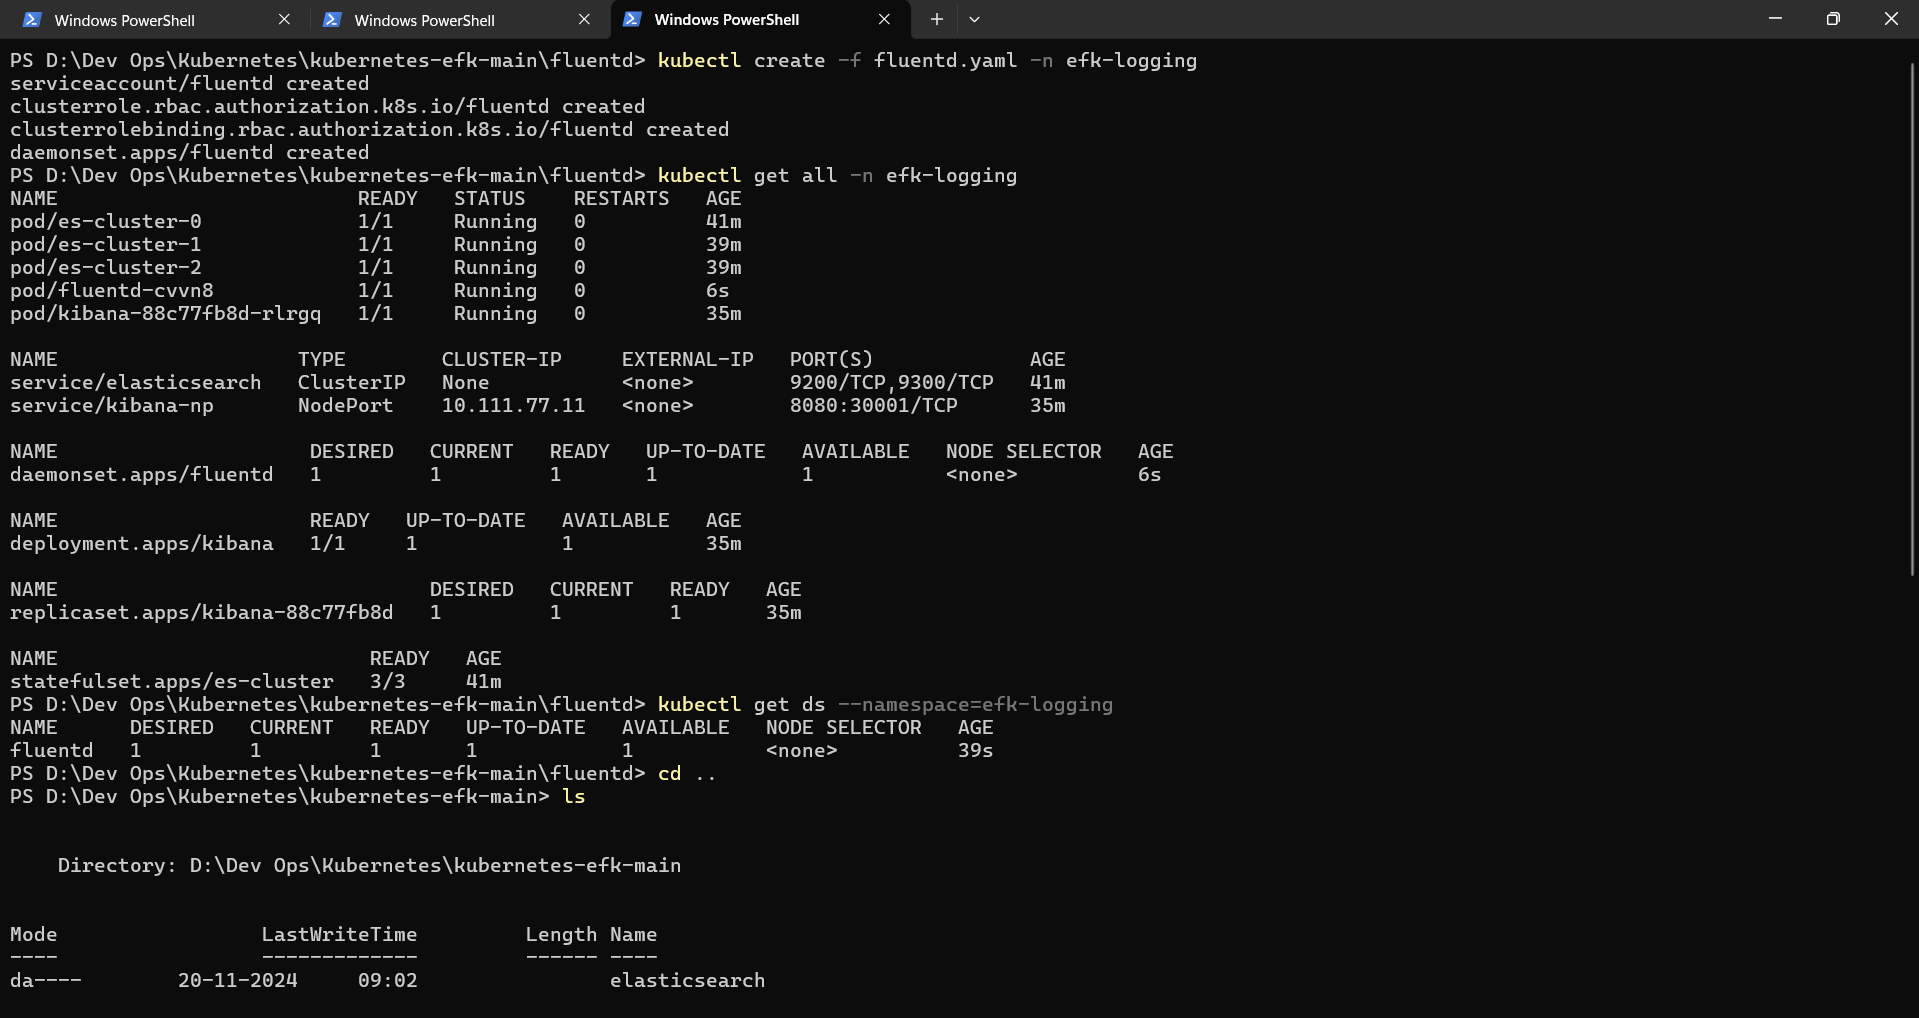 Windows PowerShell Windows PowerShell Windows PowerShell
PS D:\Dev Ops\Kubernetes\kubernetes-efk-main\fluentd> kubectl create -f fluentd.yaml -n efk-logging
serviceaccount/fluentd created
clusterrole.rbac.authorization.k8s.io/fluentd created
clusterrolebinding.rbac.authorization.k8s.io/fluentd created
daemonset.apps/fluentd created
PS D:\Dev Ops\Kubernetes\kubernetes-efk-main\fluentd> kubectl get all -n efk-logging
NAME                         READY   STATUS    RESTARTS   AGE
pod/es-cluster-0             1/1     Running   0          41m
pod/es-cluster-1             1/1     Running   0          39m
pod/es-cluster-2             1/1     Running   0          39m
pod/fluentd-cvvn8            1/1     Running   0          6s
pod/kibana-88c77fb8d-rlrgq   1/1     Running   0          35m
NAME                    TYPE        CLUSTER-IP     EXTERNAL-IP   PORT(S)             AGE
service/elasticsearch   ClusterIP   None           <none>        9200/TCP,9300/TCP   41m
service/kibana-np       NodePort    10.111.77.11   <none>        8080:30001/TCP      35m
NAME                     DESIRED   CURRENT   READY   UP-TO-DATE   AVAILABLE   NODE SELECTOR   AGE
daemonset.apps/fluentd   1         1         1       1            1           <none>          6s
NAME                     READY   UP-TO-DATE   AVAILABLE   AGE
deployment.apps/kibana   1/1     1            1           35m
NAME                               DESIRED   CURRENT   READY   AGE
replicaset.apps/kibana-88c77fb8d   1         1         1       35m
NAME                          READY   AGE
statefulset.apps/es-cluster   3/3     41m
PS D:\Dev Ops\Kubernetes\kubernetes-efk-main\fluentd> kubectl get ds --namespace=efk-logging
NAME      DESIRED   CURRENT   READY   UP-TO-DATE   AVAILABLE   NODE SELECTOR   AGE
fluentd   1         1         1       1            1           <none>          39s
PS D:\Dev Ops\Kubernetes\kubernetes-efk-main\fluentd> cd ..
PS D:\Dev Ops\Kubernetes\kubernetes-efk-main> ls
Directory: D:\Dev Ops\Kubernetes\kubernetes-efk-main
Mode                 LastWriteTime         Length Name
----                 -------------         ------ ----
da----        20-11-2024     09:02                elasticsearch